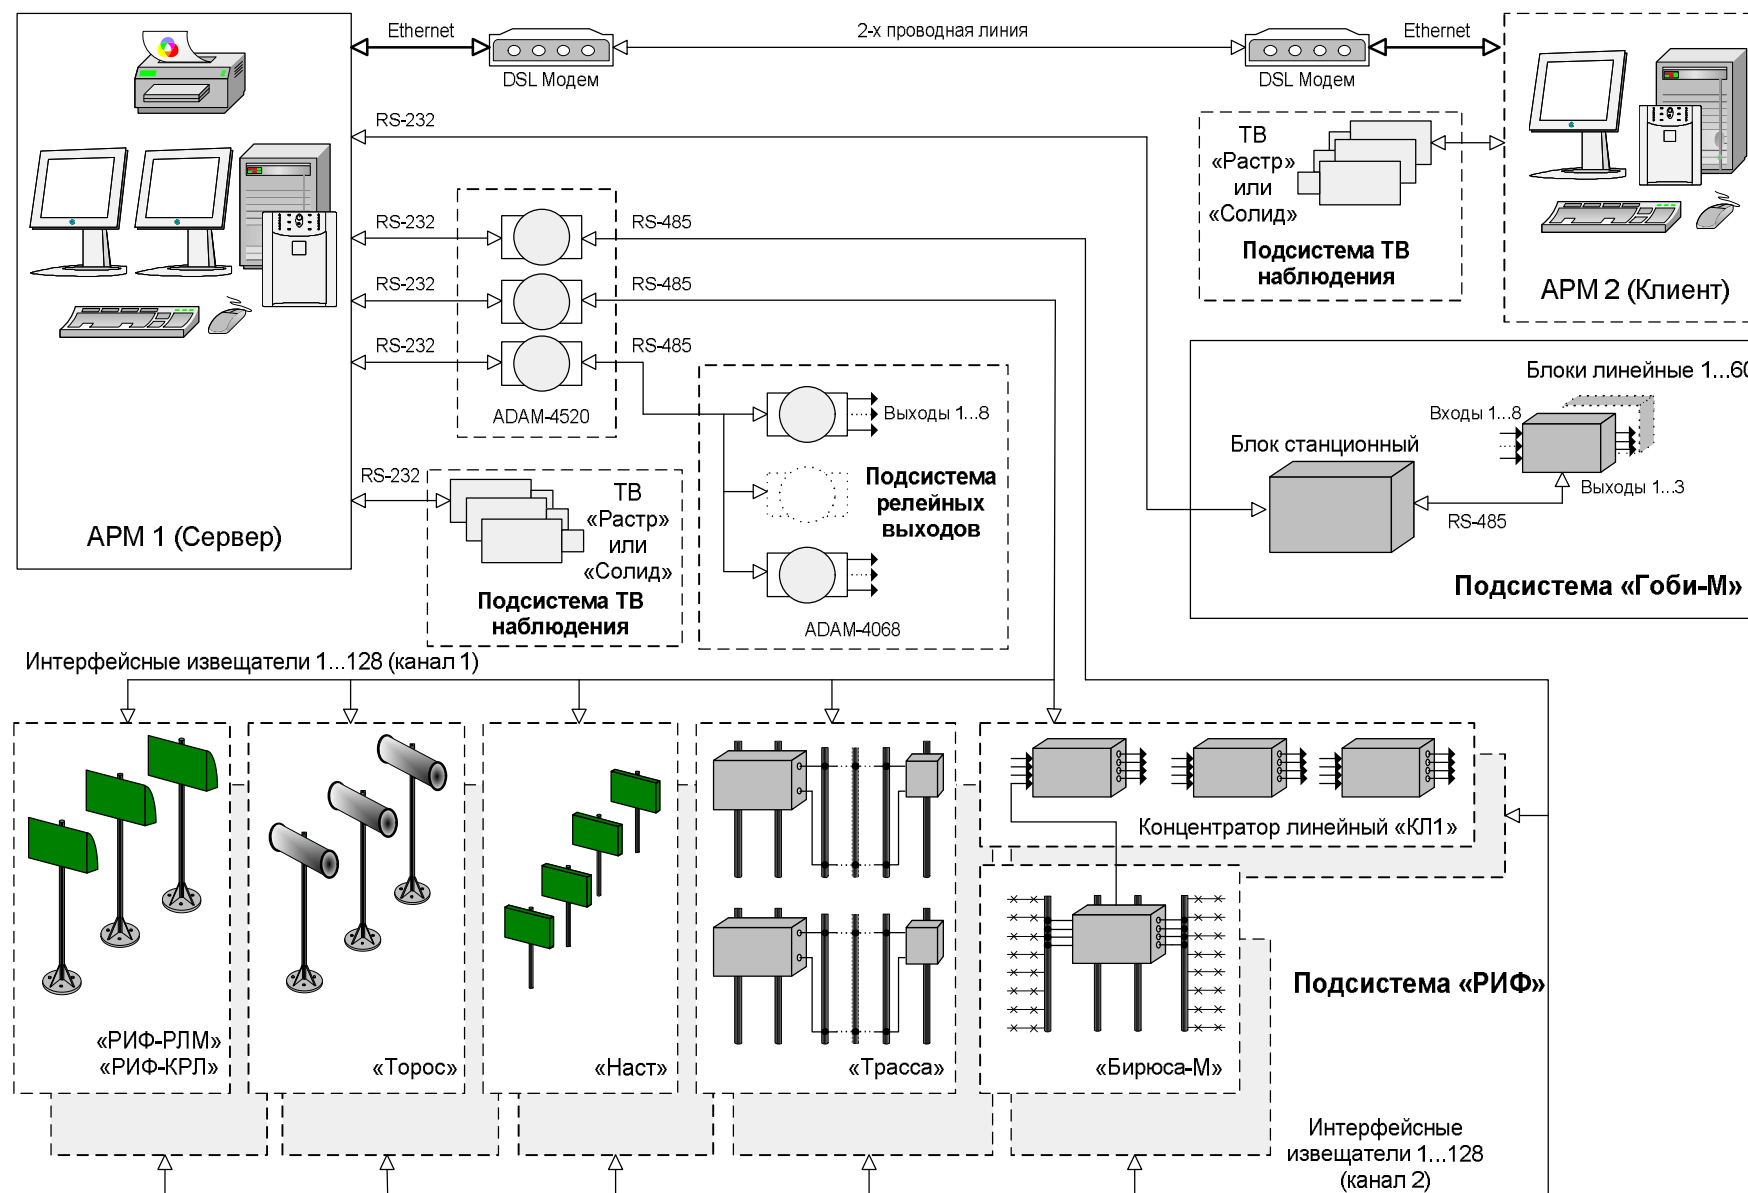 Ethernet
2-х проводная линия
Ethernet
DSL Модем
DSL Модем
RS-232
ТВ
«Растр»
или
«Солид»
Подсистема ТВ
наблюдения
АРМ 2 (Клиент)
RS-232
RS-485
RS-232
RS-485
RS-232
RS-485
ADAM-4520
АРМ 1 (Сервер)
RS-232
ТВ
«Растр»
или
«Солид»
Подсистема ТВ
наблюдения
Выходы 1...8
Подсистема
релейных
выходов
ADAM-4068
Блоки линейные 1...60
Входы 1...8
Блок станционный
Выходы 1...3
RS-485
Подсистема «Гоби-М»
Интерфейсные извещатели 1...128 (канал 1)
Концентратор линейный «КЛ1»
Подсистема «РИФ»
«РИФ-РЛМ»
«РИФ-КРЛ»
«Торос»
«Наст»
«Трасса»
«Бирюса-М»
Интерфейсные
извещатели 1...128
(канал 2)